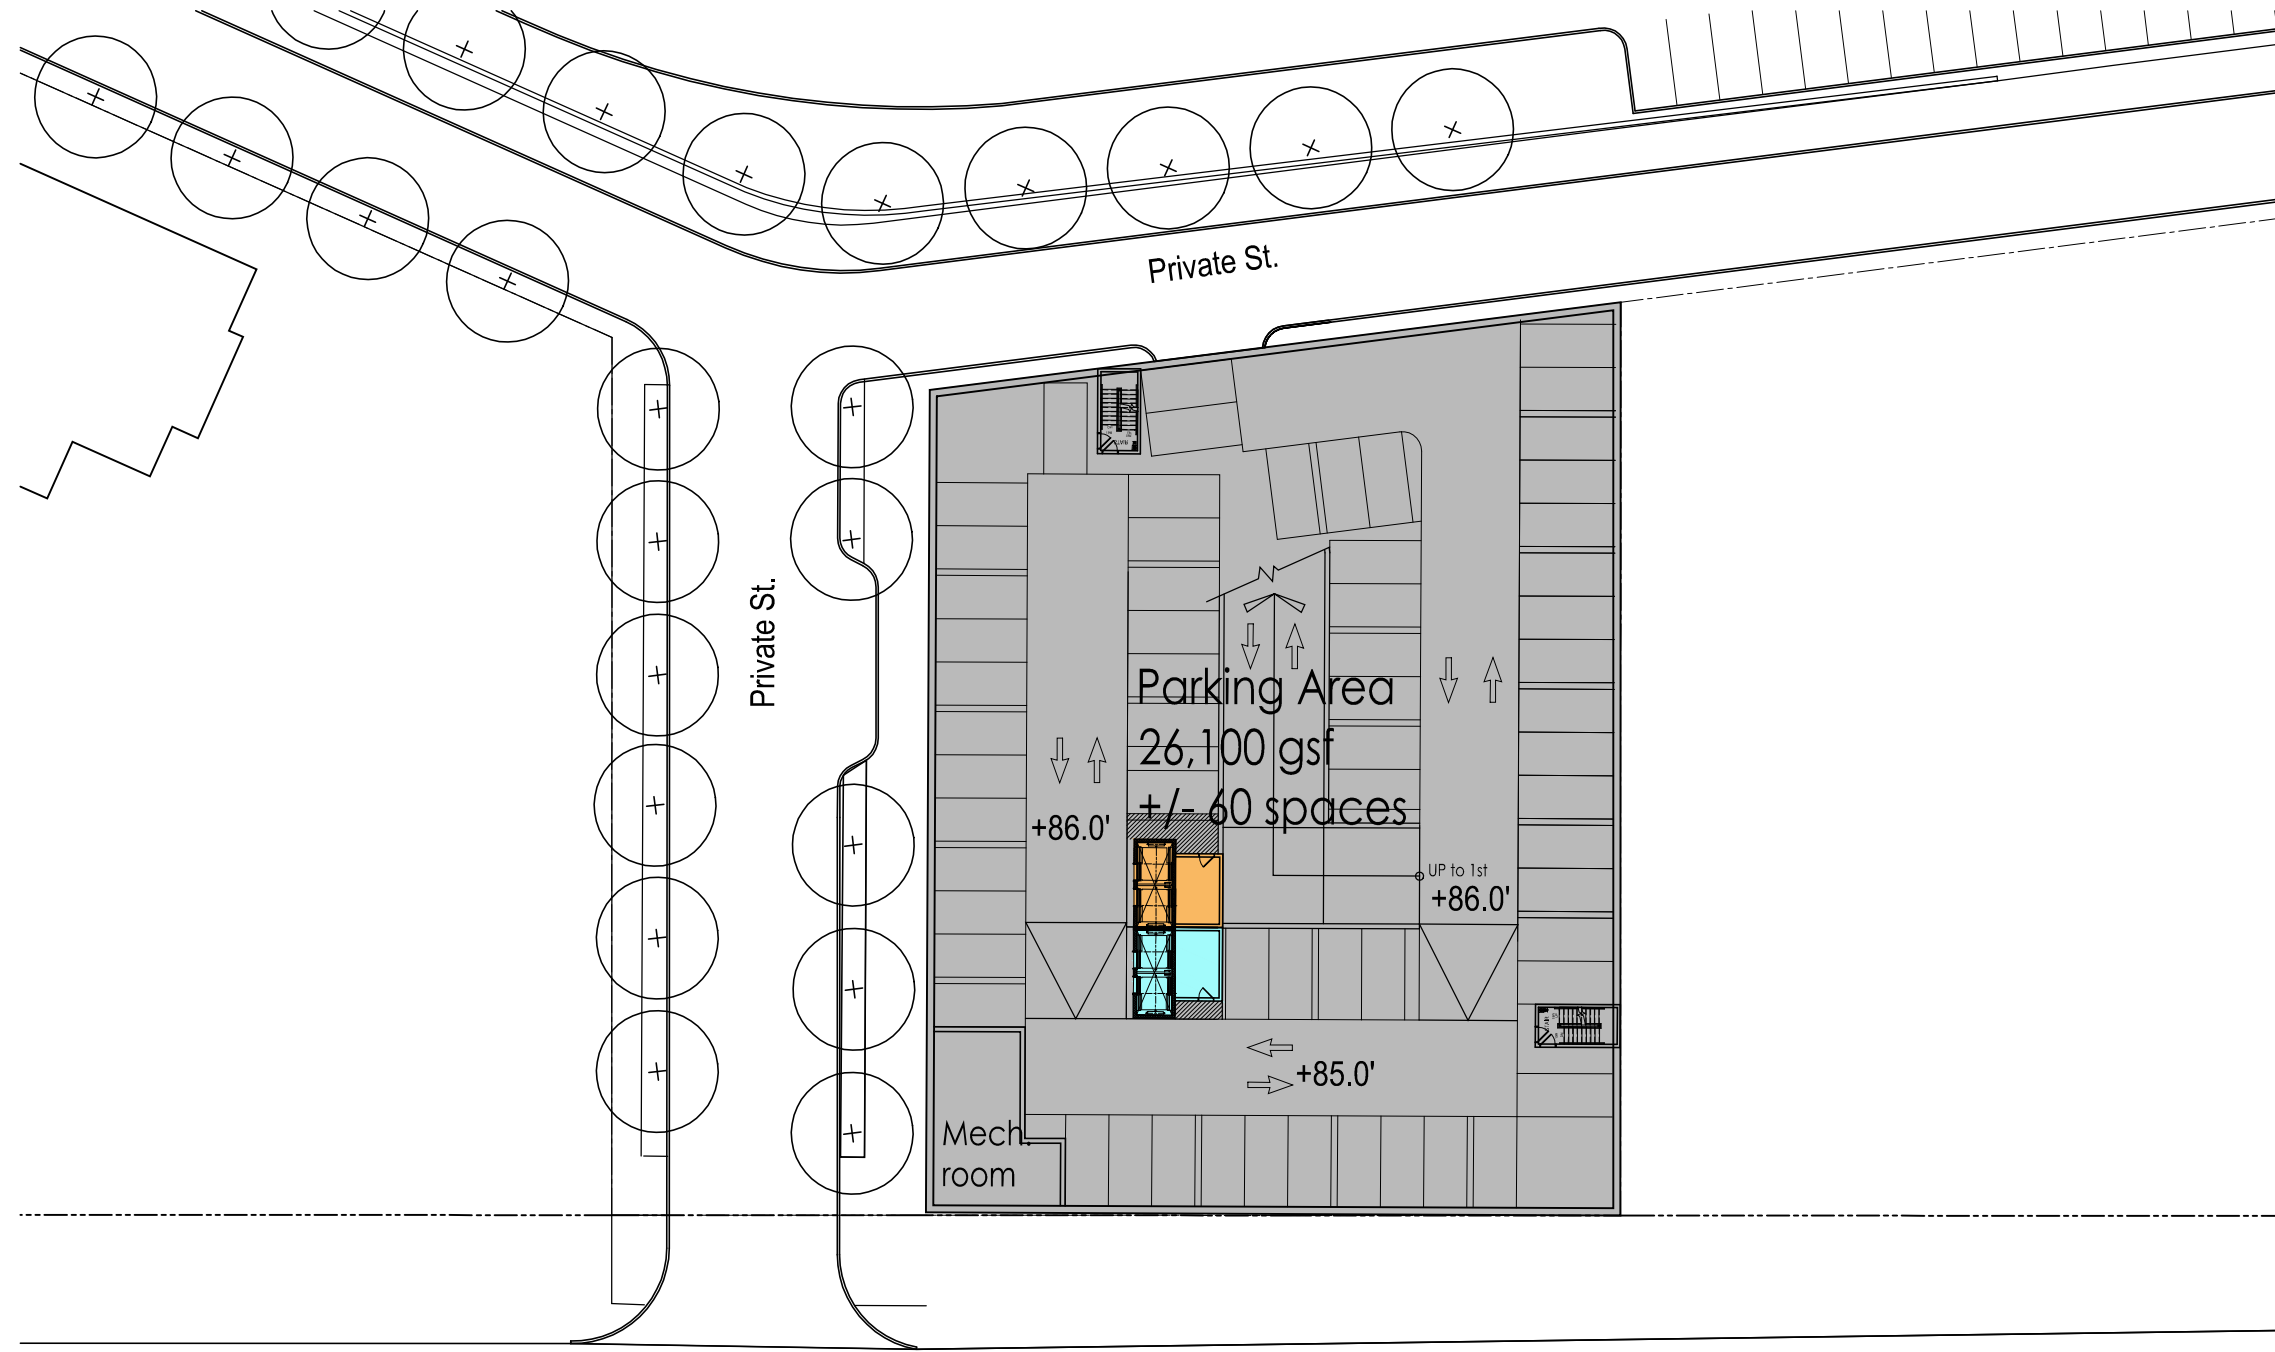 Private St.
Private St.
Parking Area
26,100 gsf
+/- 60 spaces
+86.0'
UP to 1st
+86.0'
+85.0'
Mech.
room